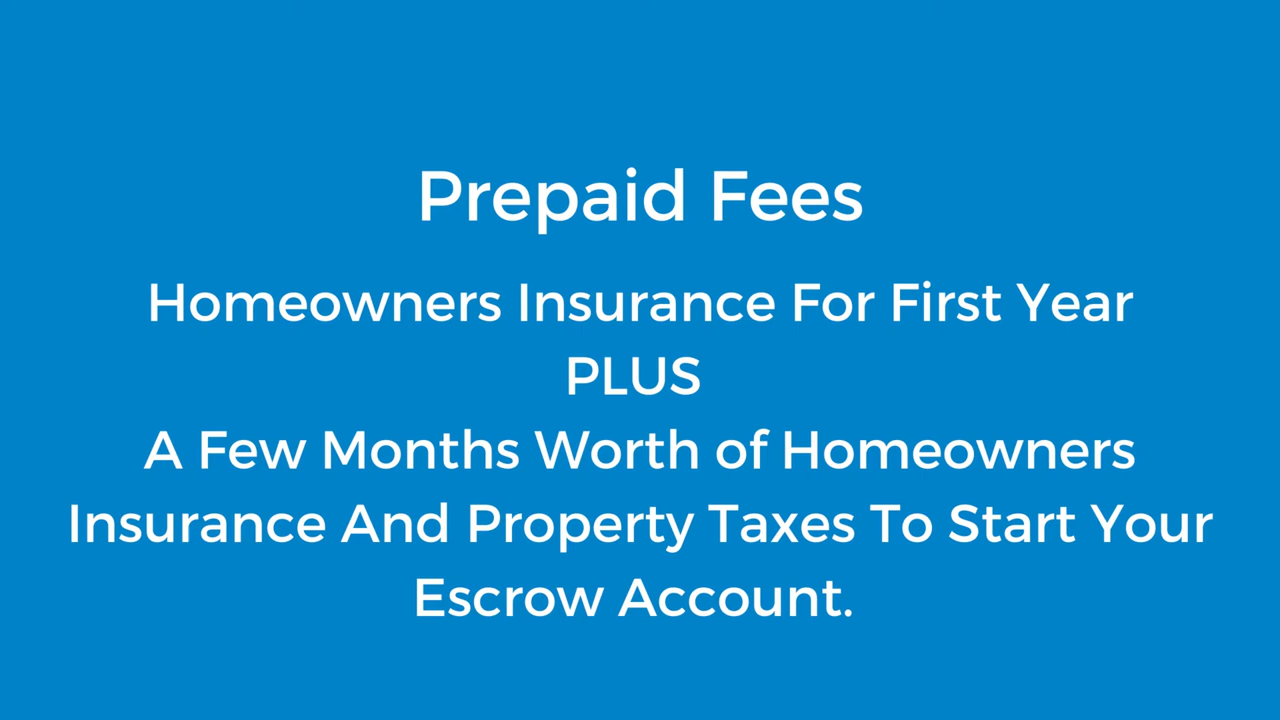 Prepaid Fees
Homeowners Insurance For First Year
PLUS
A Few Months Worth of Homeowners
Insurance And Property Taxes To Start Your
Escrow Account.